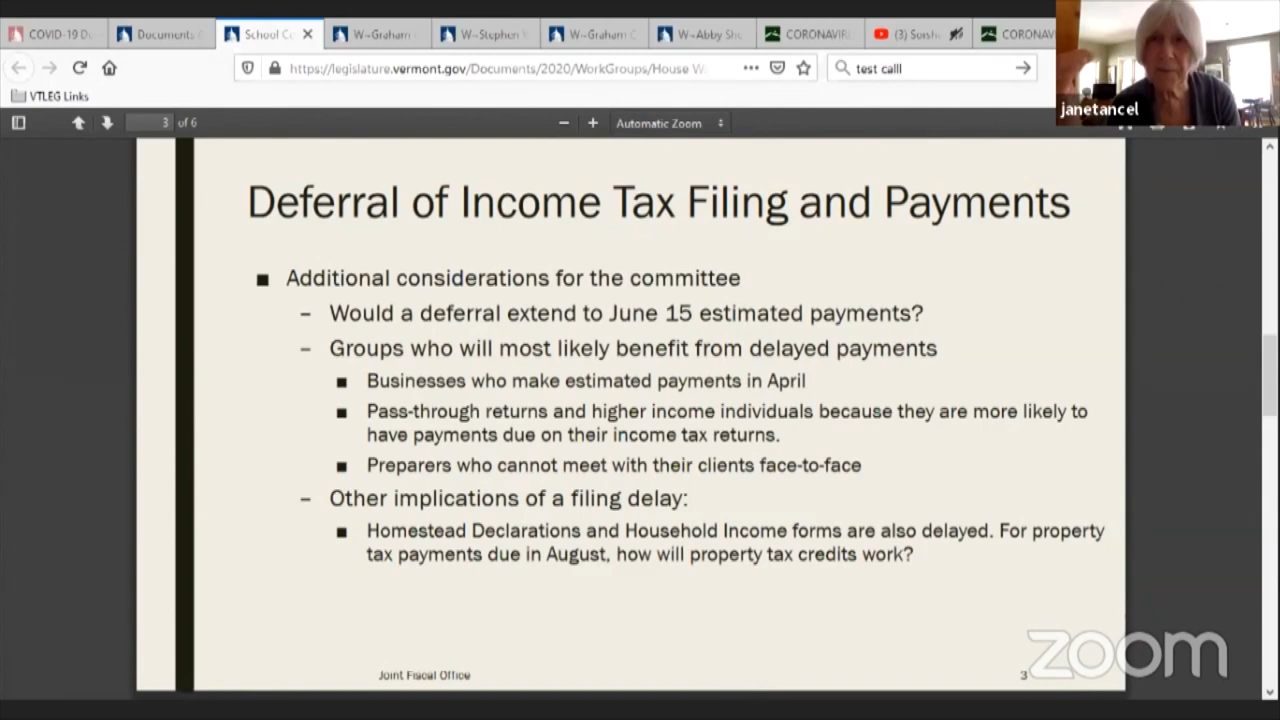 COVID-19 D
Documents
School C
W~Graham
W~Stephen
W~Graham
W~Abby Sh
CORONAVIR
(3)
CORONAV
https://legislature.vermont.gov/Documents/2020/WorkGroups/House W
test calll
VTLEG Links
3 of 6
Automatic Zoom
janetancel
Deferral of Income Tax Filing and Payments
■ Additional considerations for the committee
– Would a deferral extend to June 15 estimated payments?
– Groups who will most likely benefit from delayed payments
■ Businesses who make estimated payments in April
■ Pass-through returns and higher income individuals because they are more likely to
have payments due on their income tax returns.
■ Preparers who cannot meet with their clients face-to-face
– Other implications of a filing delay:
■ Homestead Declarations and Household Income forms are also delayed. For property
tax payments due in August, how will property tax credits work?
Joint Fiscal Office
3
zoom